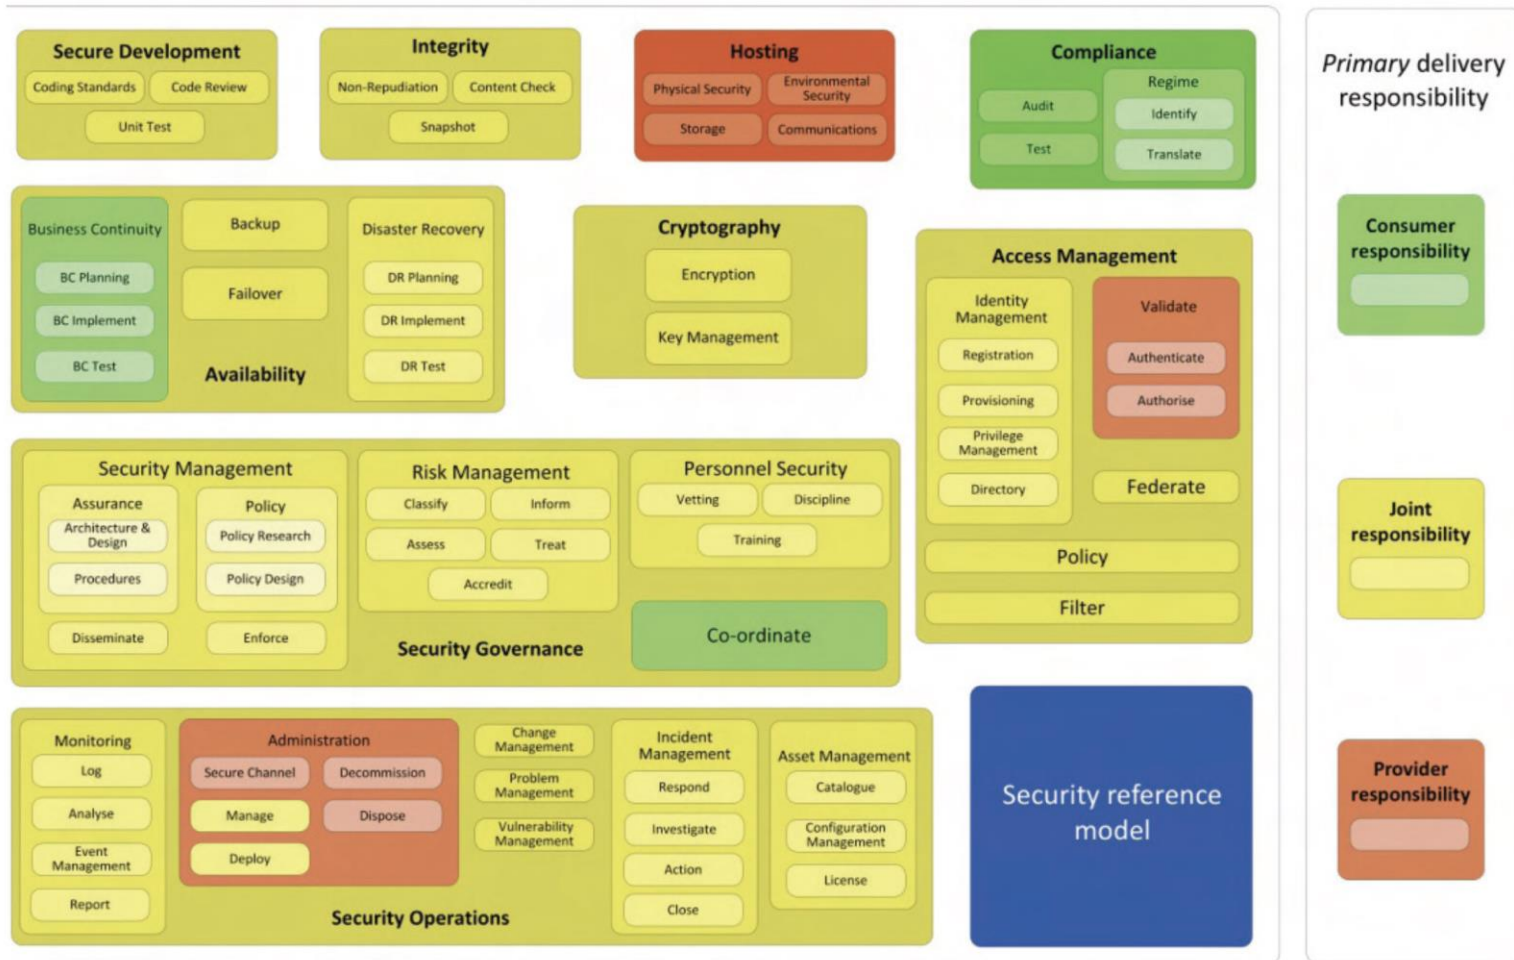 Secure Development
Coding Standards
Code Review
Unit Test
Integrity
Non-Repudiation
Content Check
Snapshot
Hosting
Physical Security
Environmental
Security
Storage
Communications
Compliance
Audit
Test
Regime
Identify
Translate
Business Continuity
BC Planning
BC Implement
BC Test
Backup
Failover
Disaster Recovery
DR Planning
DR Implement
DR Test
Availability
Cryptography
Encryption
Key Management
Access Management
Identity
Management
Registration
Provisioning
Privilege
Management
Directory
Validate
Authenticate
Authorise
Federate
Policy
Filter
Security Management
Assurance
Architecture &
Design
Procedures
Disseminate
Policy
Policy Research
Policy Design
Enforce
Risk Management
Classify
Inform
Assess
Treat
Accredit
Personnel Security
Vetting
Discipline
Training
Co-ordinate
Security Governance
Monitoring
Log
Analyse
Event
Management
Report
Administration
Secure Channel
Decommission
Manage
Dispose
Deploy
Change
Management
Problem
Management
Vulnerability
Management
Incident
Management
Respond
Investigate
Action
Close
Asset Management
Catalogue
Configuration
Management
License
Security Operations
Security reference
model
Primary delivery
responsibility
Consumer
responsibility
Joint
responsibility
Provider
responsibility